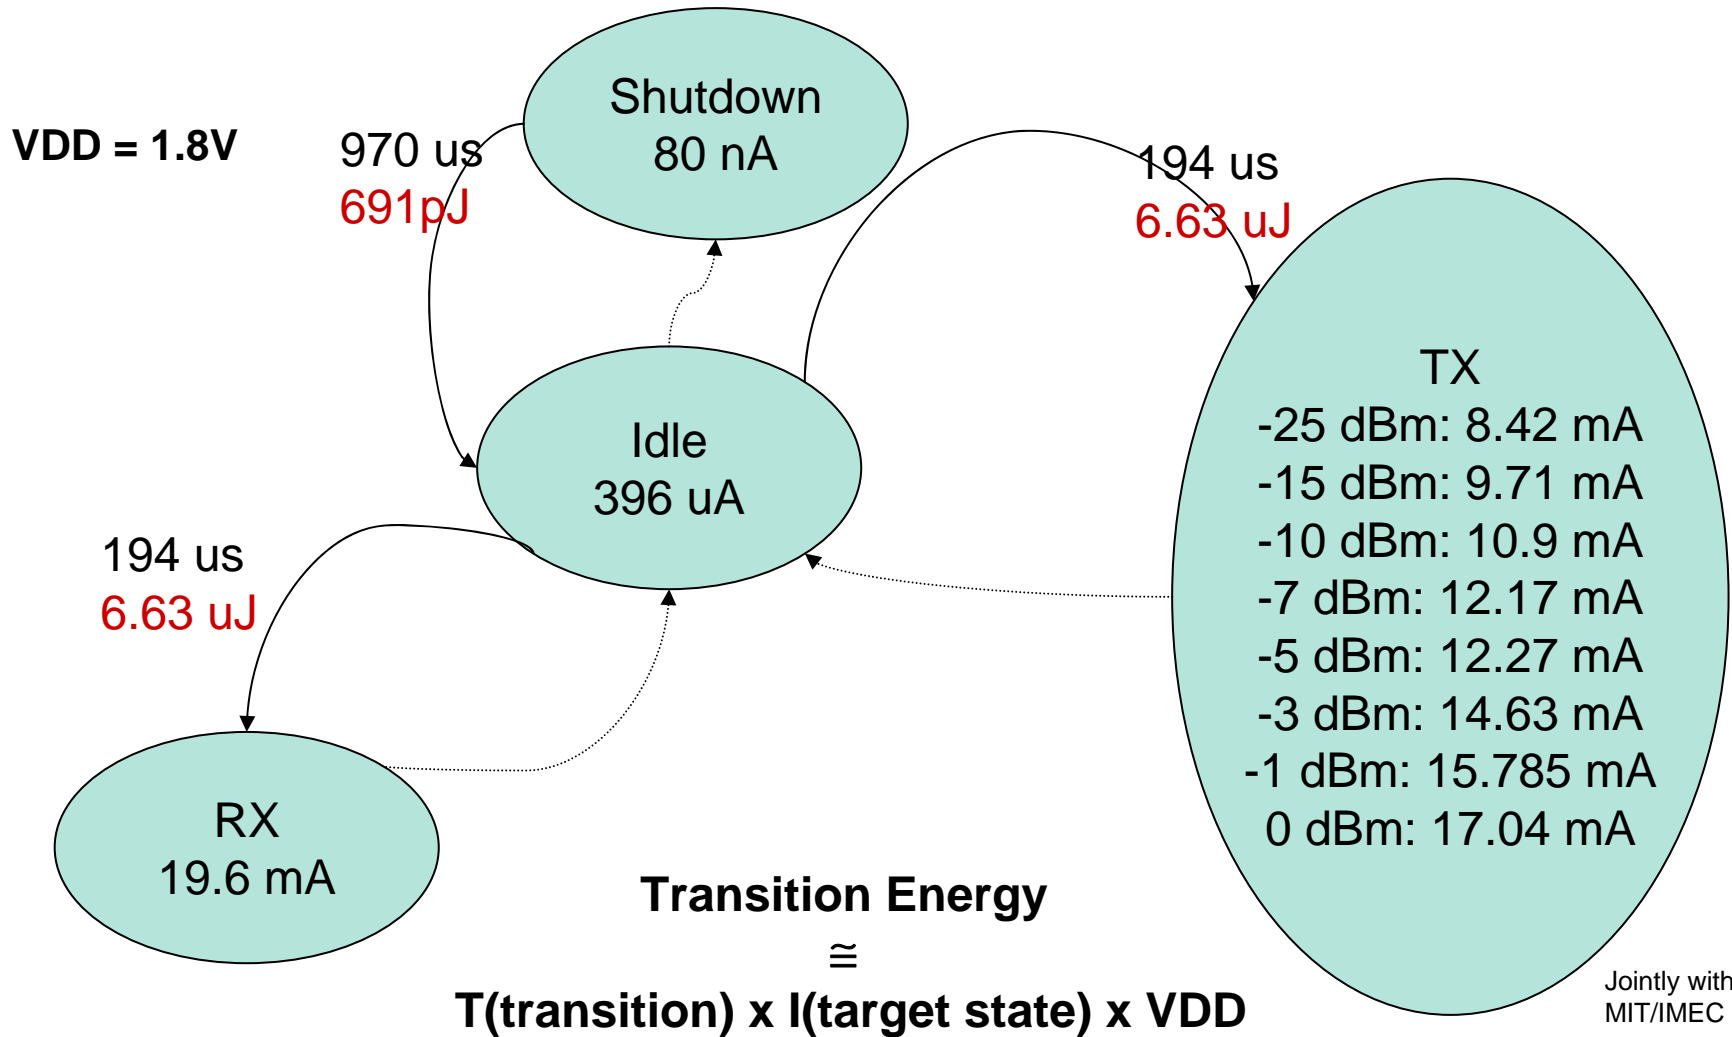 VDD = 1.8V
970 us
691pJ
Shutdown
80 nA
194 us
6.63 uJ
Idle
396 uA
194 us
6.63 uJ
TX
-25 dBm: 8.42 mA
-15 dBm: 9.71 mA
-10 dBm: 10.9 mA
-7 dBm: 12.17 mA
-5 dBm: 12.27 mA
-3 dBm: 14.63 mA
-1 dBm: 15.785 mA
0 dBm: 17.04 mA
RX
19.6 mA
Transition Energy
≅
T(transition) x I(target state) x VDD
Jointly with
MIT/IMEC